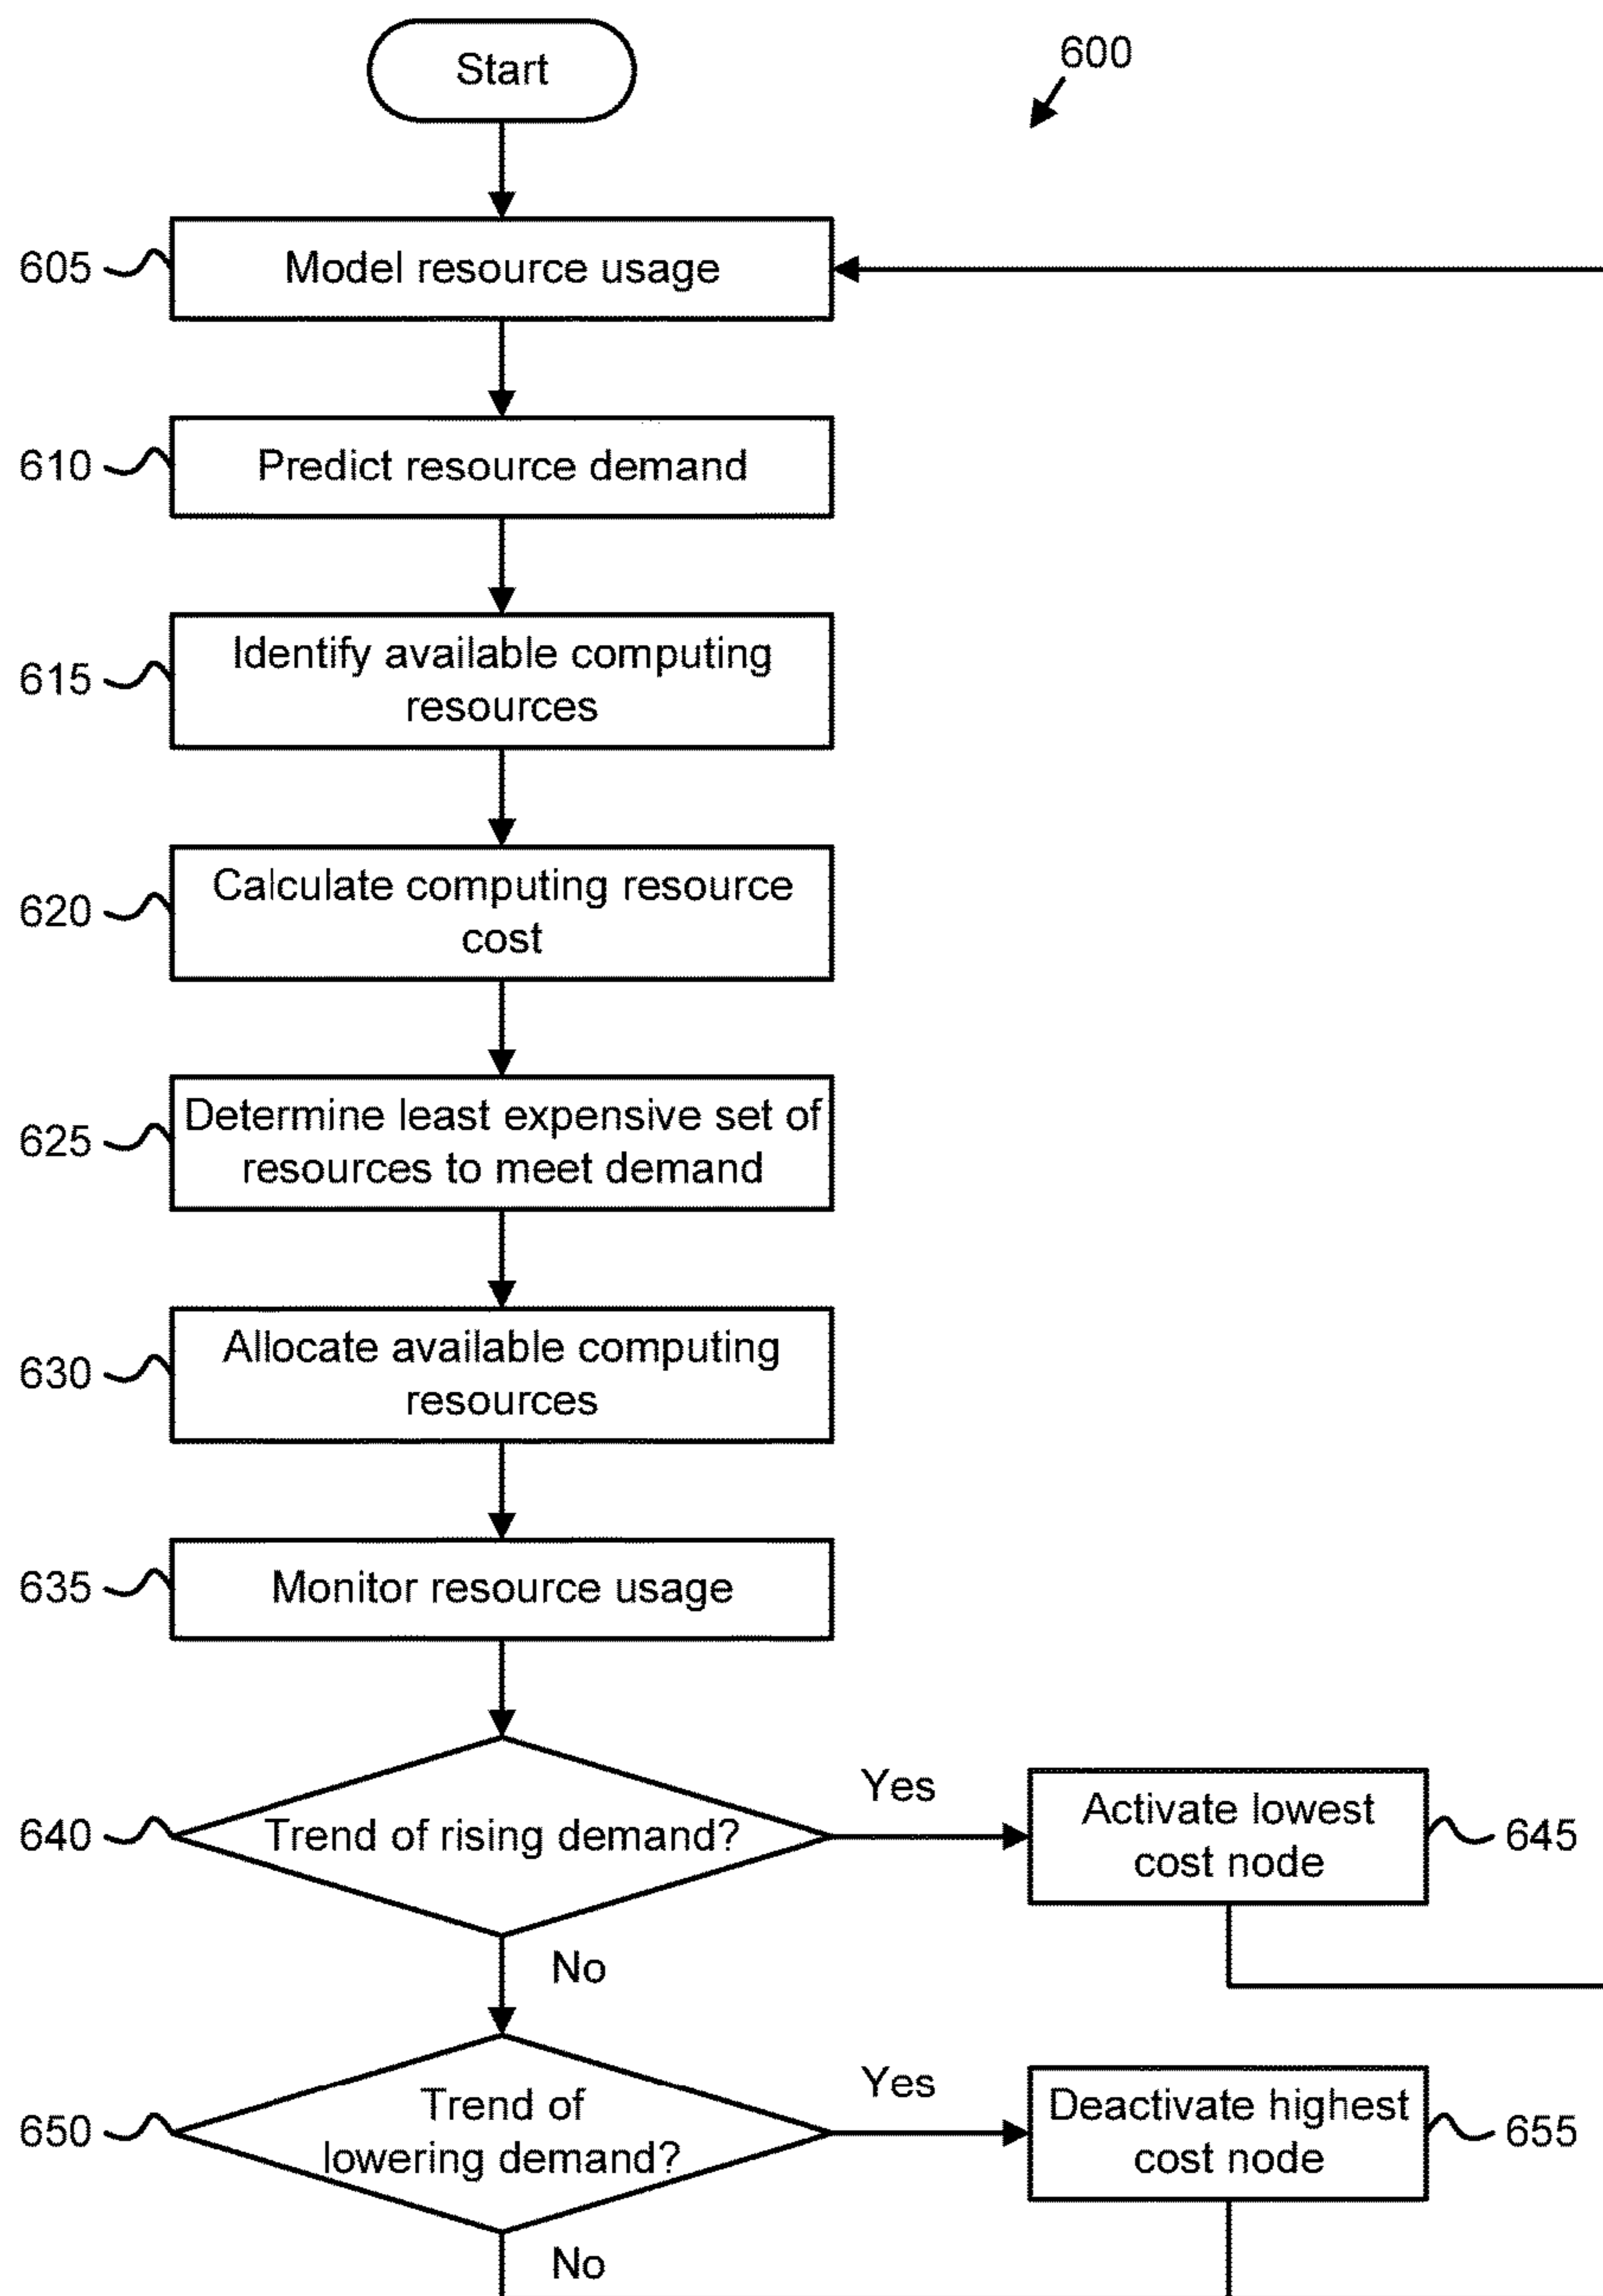 Start
600
605
Model resource usage
610
Predict resource demand
615
Identify available computing
resources
620
Calculate computing resource
cost
625
Determine least expensive set of
resources to meet demand
630
Allocate available computing
resources
635
Monitor resource usage
640
Trend of rising demand?
Yes
Activate lowest
cost node
645
No
650
Trend of
lowering demand?
Yes
Deactivate highest
cost node
655
No